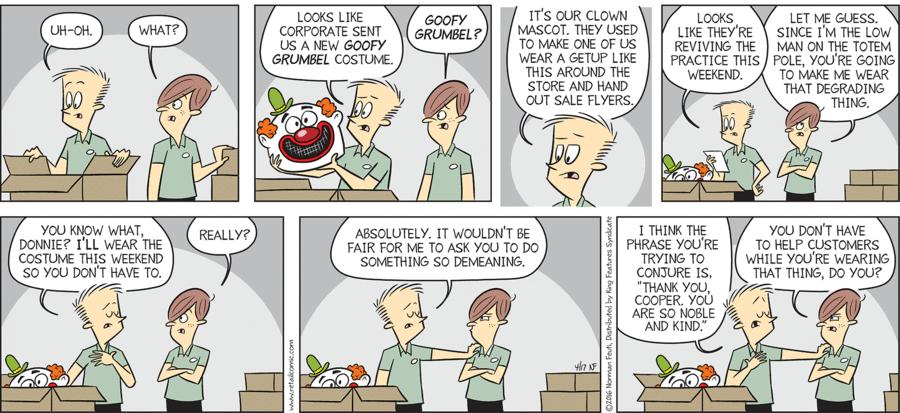 UH-OH.
WHAT?
LOOKS LIKE
CORPORATE SENT
US A NEW GOOFY
GRUMBEL COSTUME.
GOOFY
GRUMBEL?
IT'S OUR CLOWN
MASCOT. THEY USED
TO MAKE ONE OF US
WEAR A GETUP LIKE
THIS AROUND THE
STORE AND HAND
OUT SALE FLYERS.
LOOKS
LIKE THEY'RE
REVIVING THE
PRACTICE THIS
WEEKEND.
LET ME GUESS.
SINCE I'M THE LOW
MAN ON THE TOTEM
POLE, YOU'RE GOING
TO MAKE ME WEAR
THAT DEGRADING
THING.
YOU KNOW WHAT,
DONNIE? I'LL WEAR THE
COSTUME THIS WEEKEND
SO YOU DON'T HAVE TO.
REALLY?
www.retailcomic.com
ABSOLUTELY. IT WOULDN'T BE
FAIR FOR ME TO ASK YOU TO DO
SOMETHING SO DEMEANING.
4/17 NF
©2016 Norman Feuti, Distributed by King Features Syndicate
I THINK THE
PHRASE YOU'RE
TRYING TO
CONJURE IS,
"THANK YOU,
COOPER. YOU
ARE SO NOBLE
AND KIND."
YOU DON'T HAVE
TO HELP CUSTOMERS
WHILE YOU'RE WEARING
THAT THING, DO YOU?